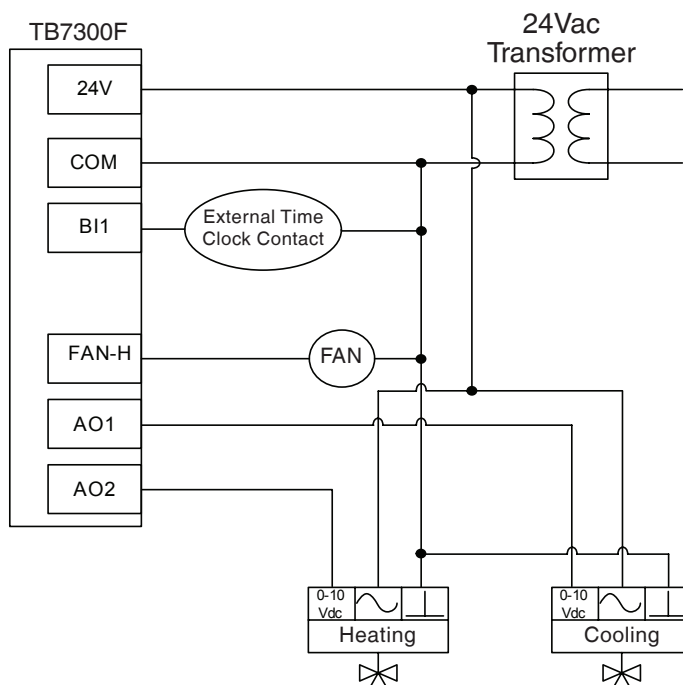 TB7300F
24Vac
Transformer
24V
COM
BI1
External Time
Clock Contact
FAN-H
FAN
AO1
AO2
0-10
Vdc
Heating
0-10
Vdc
Cooling